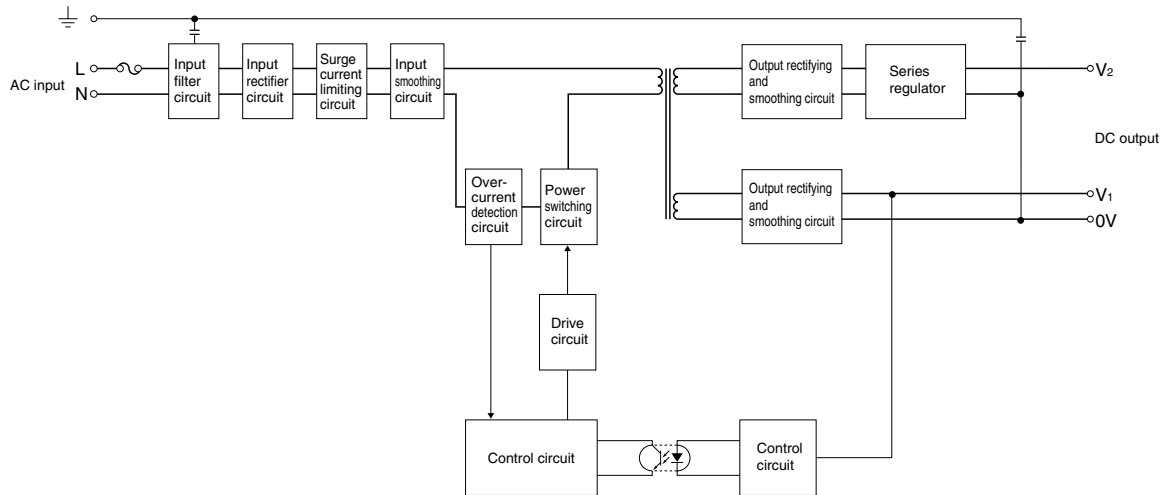 AC input
L
N
Input
filter
circuit
Input
rectifier
circuit
Surge
current
limiting
circuit
Input
smoothing
circuit
Output rectifying
and
smoothing circuit
Series
regulator
V2
DC output
Over-
current
detection
circuit
Power
switching
circuit
Output rectifying
and
smoothing circuit
V1
0V
Drive
circuit
Control circuit
Control
circuit